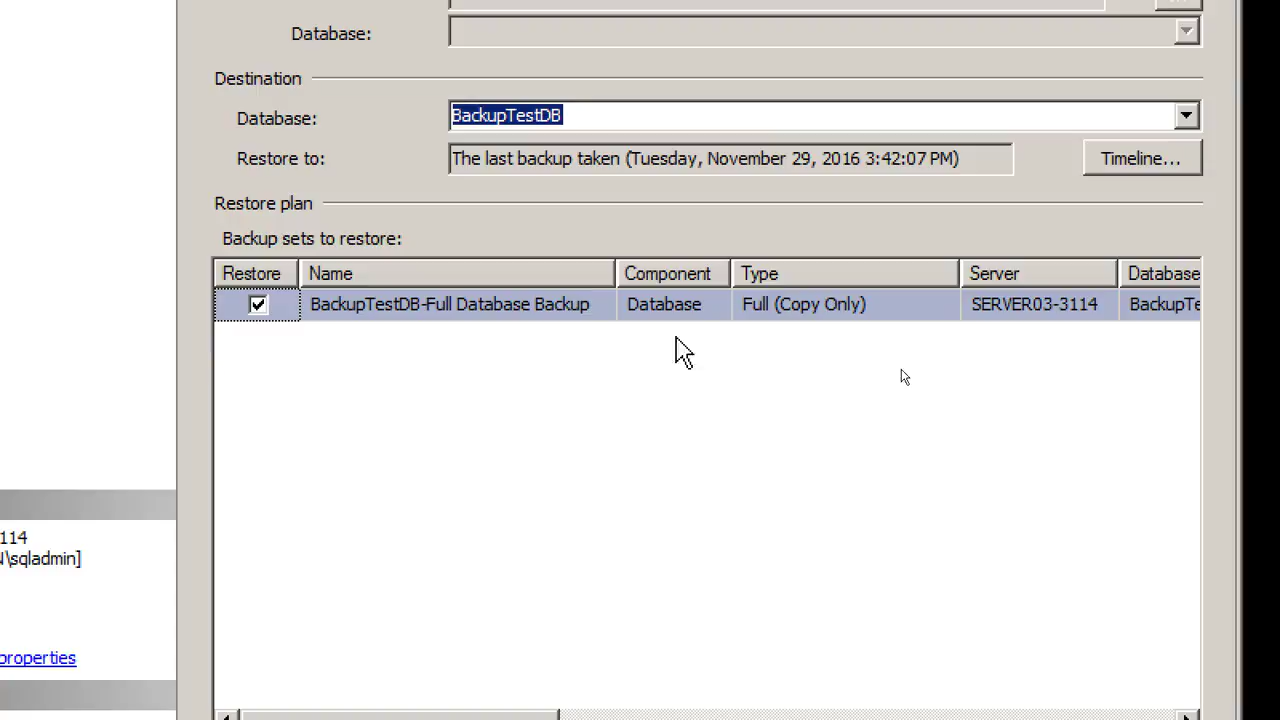 Database:
Destination
Database: BackupTestDB
Restore to: The last backup taken (Tuesday, November 29, 2016 3:42:07 PM) Timeline...
Restore plan
Backup sets to restore:
Restore Name Component Type Server Database
BackupTestDB-Full Database Backup Database Full (Copy Only) SERVER03-3114 BackupTe
114
\sqladmin]
properties